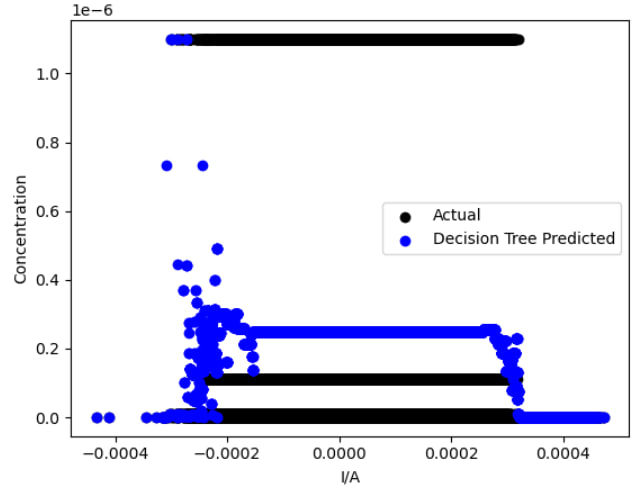 1e−6
1.0
0.8
0.6
0.4
0.2
0.0
Concentration
Actual
Decision Tree Predicted
−0.0004 −0.0002 0.0000 0.0002 0.0004
I/A